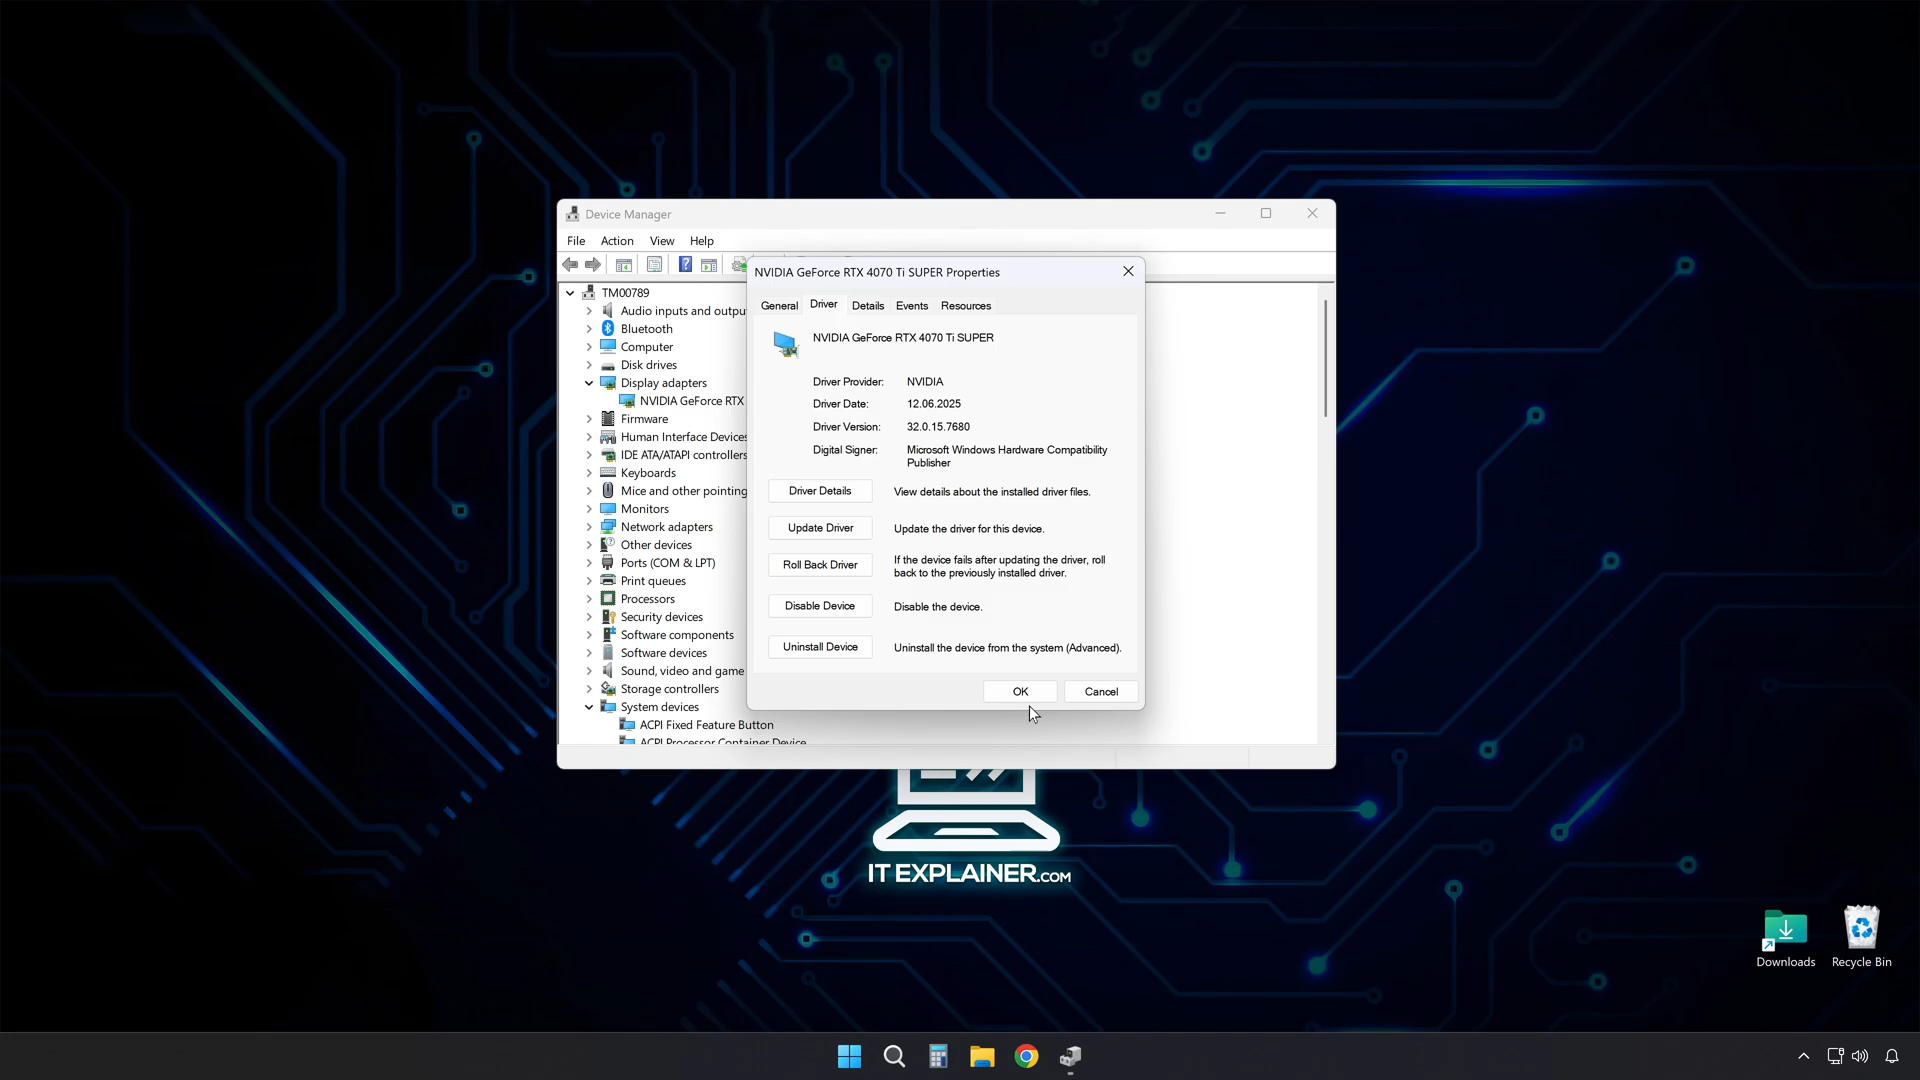 Device Manager
File Action View Help
NVIDIA GeForce RTX 4070 Ti SUPER Properties
General Driver Details Events Resources
NVIDIA GeForce RTX 4070 Ti SUPER
Driver Provider: NVIDIA
Driver Date: 12.06.2025
Driver Version: 32.0.15.7680
Digital Signer: Microsoft Windows Hardware Compatibility
Publisher
Driver Details View details about the installed driver files.
Update Driver Update the driver for this device.
Roll Back Driver If the device fails after updating the driver, roll
back to the previously installed driver.
Disable Device Disable the device.
Uninstall Device Uninstall the device from the system (Advanced).
OK Cancel
TM00789
Audio inputs and outpu
Bluetooth
Computer
Disk drives
Display adapters
NVIDIA GeForce RTX
Firmware
Human Interface Devices
IDE ATA/ATAPI controllers
Keyboards
Mice and other pointing
Monitors
Network adapters
Other devices
Ports (COM & LPT)
Print queues
Processors
Security devices
Software components
Software devices
Sound, video and game
Storage controllers
System devices
ACPI Fixed Feature Button
ACPI Processor Container Device
IT EXPLAINER.COM
Downloads
Recycle Bin